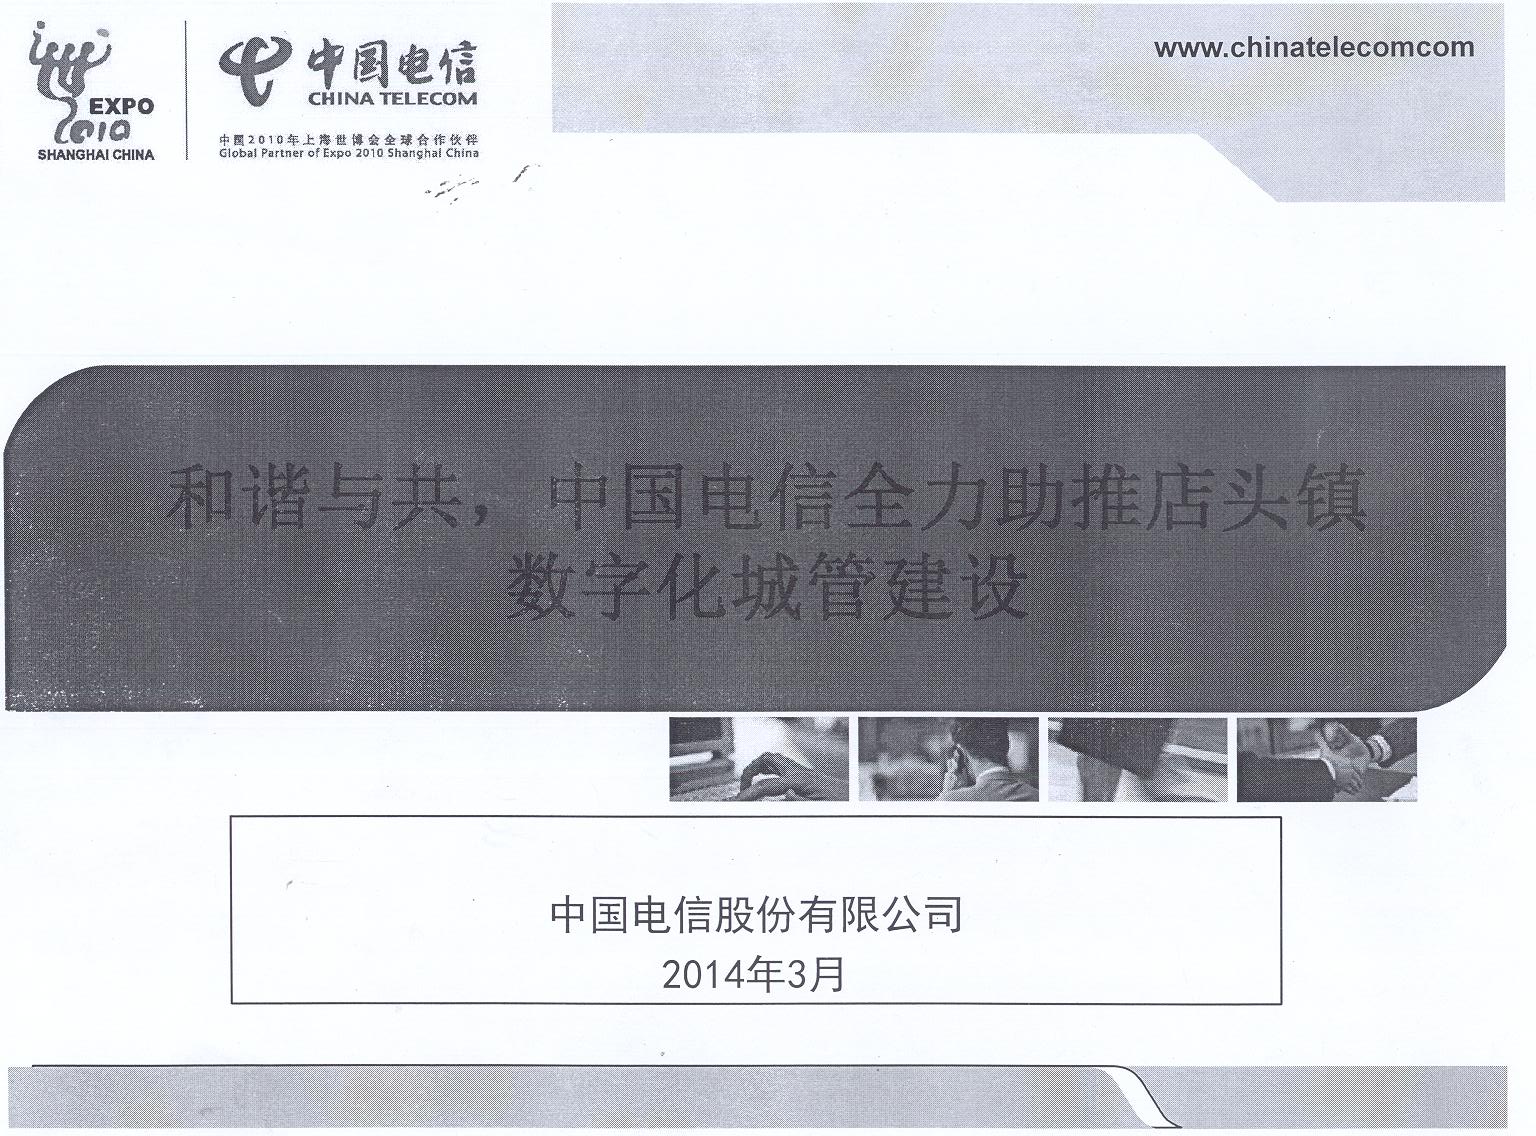 EXPO
2010
SHANGHAI CHINA
中国电信
CHINA TELECOM
中国2010年上海世博会全球合作伙伴
Global Partner of Expo 2010 Shanghai China
www.chinatelecomcom
和谐与共，中国电信全力助推店头镇
数字化城管建设
中国电信股份有限公司
2014年3月